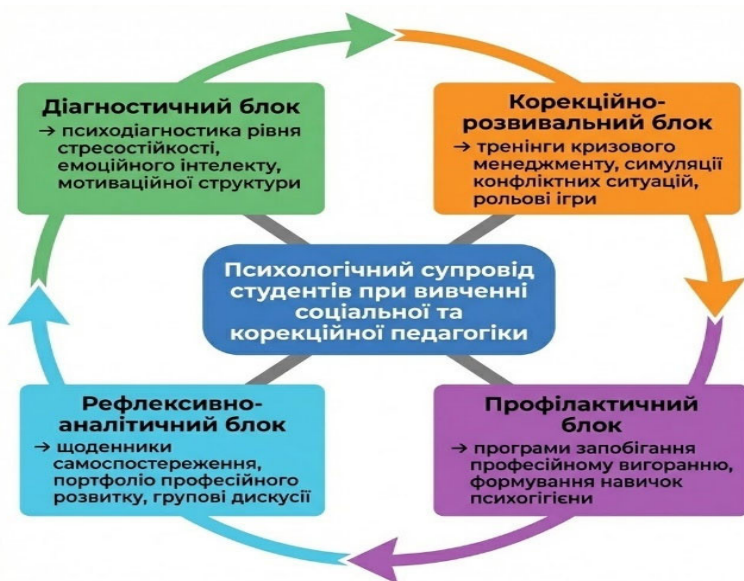 Діагностичний блок
→ психодіагностика рівня
стресостійкості,
емоційного інтелекту,
мотиваційної структури
Корекційно-
розвивальний блок
→ тренінги кризового
менеджменту, симуляції
конфліктних ситуацій,
рольові ігри
Психологічний супровід
студентів при вивченні
соціальної та
корекційної педагогіки
Рефлексивно-
аналітичний блок
→ щоденники
самоспостереження,
портфоліо професійного
розвитку, групові дискусії
Профілактичний
блок
→ програми запобігання
професійному вигоранню,
формування навичок
психогігієни